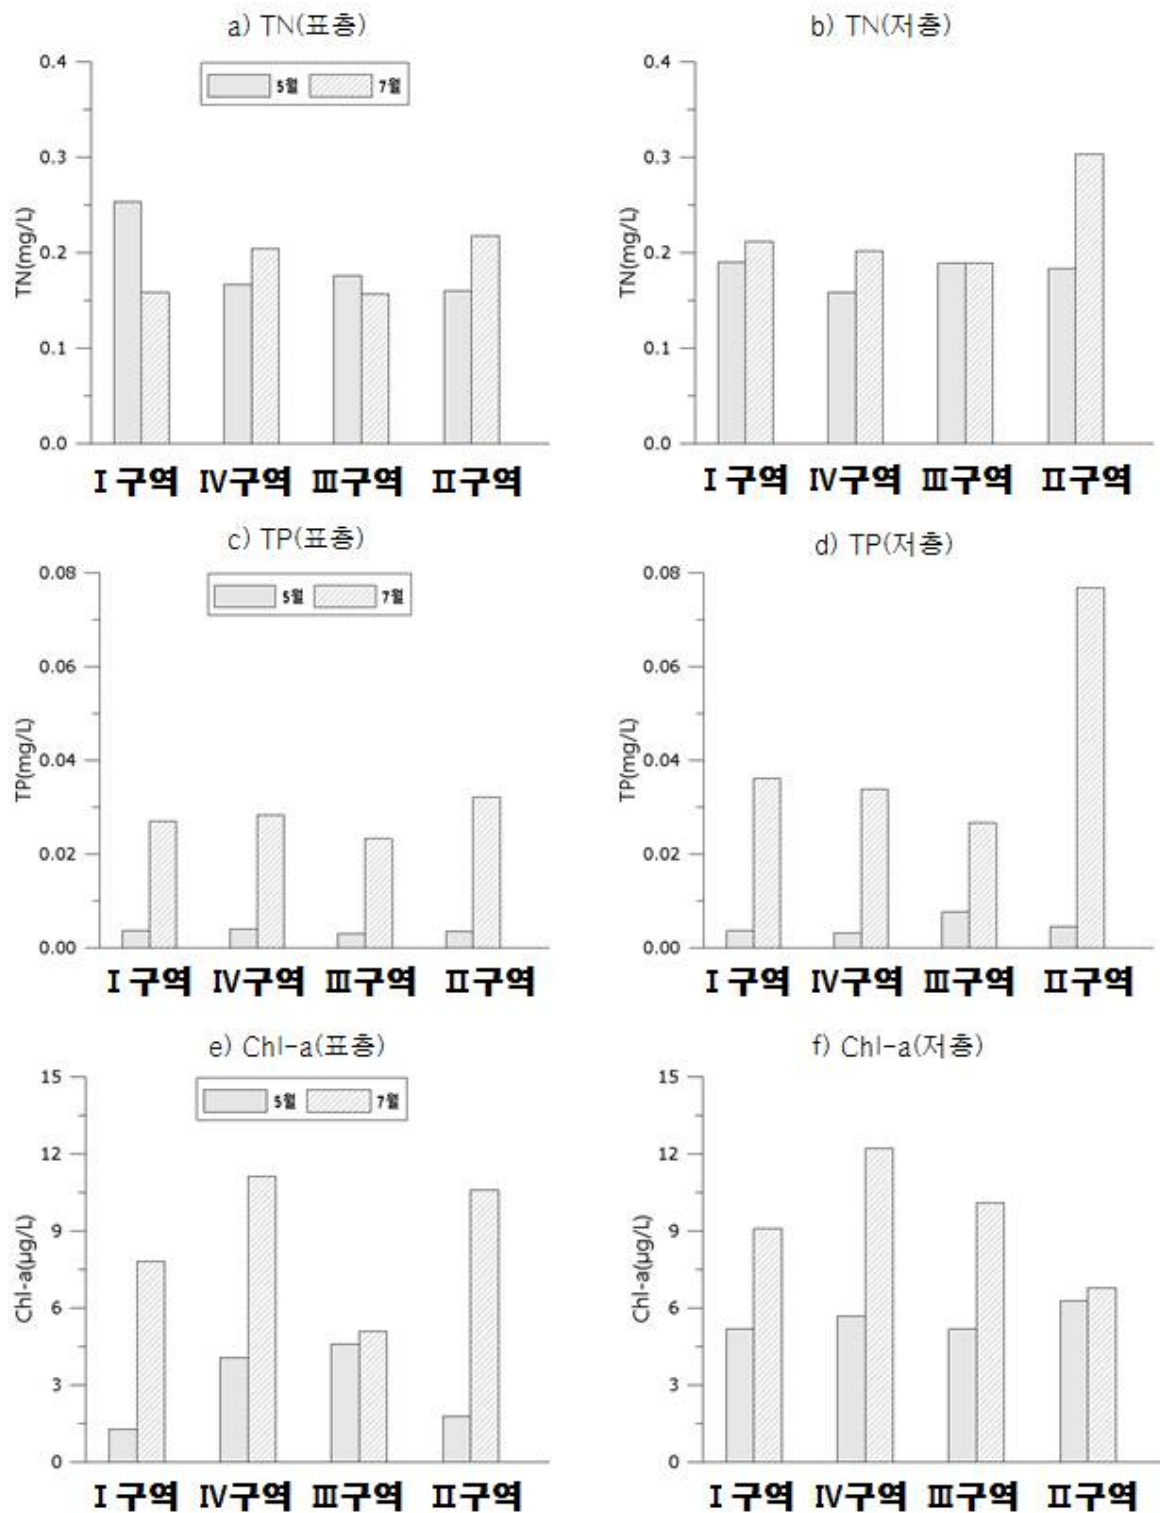 a) TN(표층)
b) TN(저층)
0.4
0.3
0.2
0.1
0.0
TN(mg/L)
5월 7월
Ⅰ 구역 Ⅳ구역 Ⅲ구역 Ⅱ구역
0.4
0.3
0.2
0.1
0.0
TN(mg/L)
Ⅰ 구역 Ⅳ구역 Ⅲ구역 Ⅱ구역
c) TP(표층)
d) TP(저층)
0.08
0.06
0.04
0.02
0.00
TP(mg/L)
5월 7월
Ⅰ 구역 Ⅳ구역 Ⅲ구역 Ⅱ구역
0.08
0.06
0.04
0.02
0.00
TP(mg/L)
Ⅰ 구역 Ⅳ구역 Ⅲ구역 Ⅱ구역
e) Chl-a(표층)
f) Chl-a(저층)
15
12
9
6
3
0
Chl-a(μg/L)
5월 7월
Ⅰ 구역 Ⅳ구역 Ⅲ구역 Ⅱ구역
15
12
9
6
3
0
Chl-a(μg/L)
Ⅰ 구역 Ⅳ구역 Ⅲ구역 Ⅱ구역